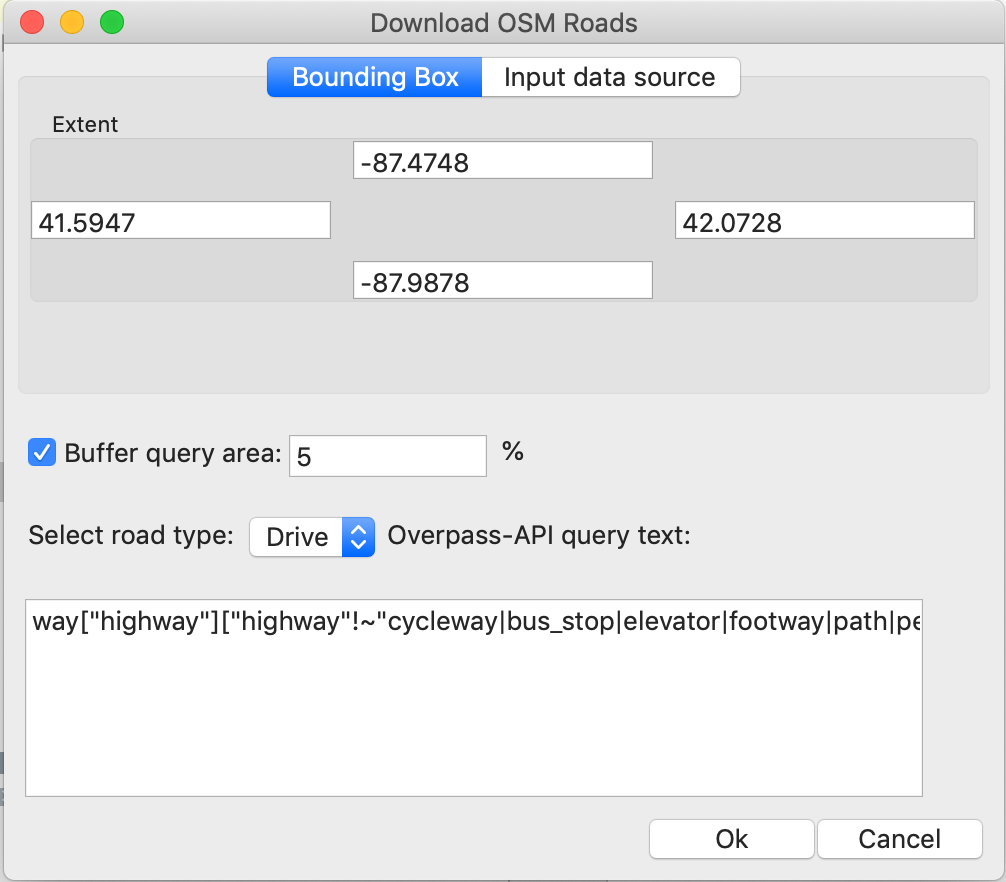 Download OSM Roads
Bounding Box Input data source
Extent
-87.4748
41.5947 42.0728
-87.9878
Buffer query area: 5 %
Select road type: Drive Overpass-API query text:
way["highway"]["highway"!~"cycleway|bus_stop|elevator|footway|path|pe
Ok Cancel